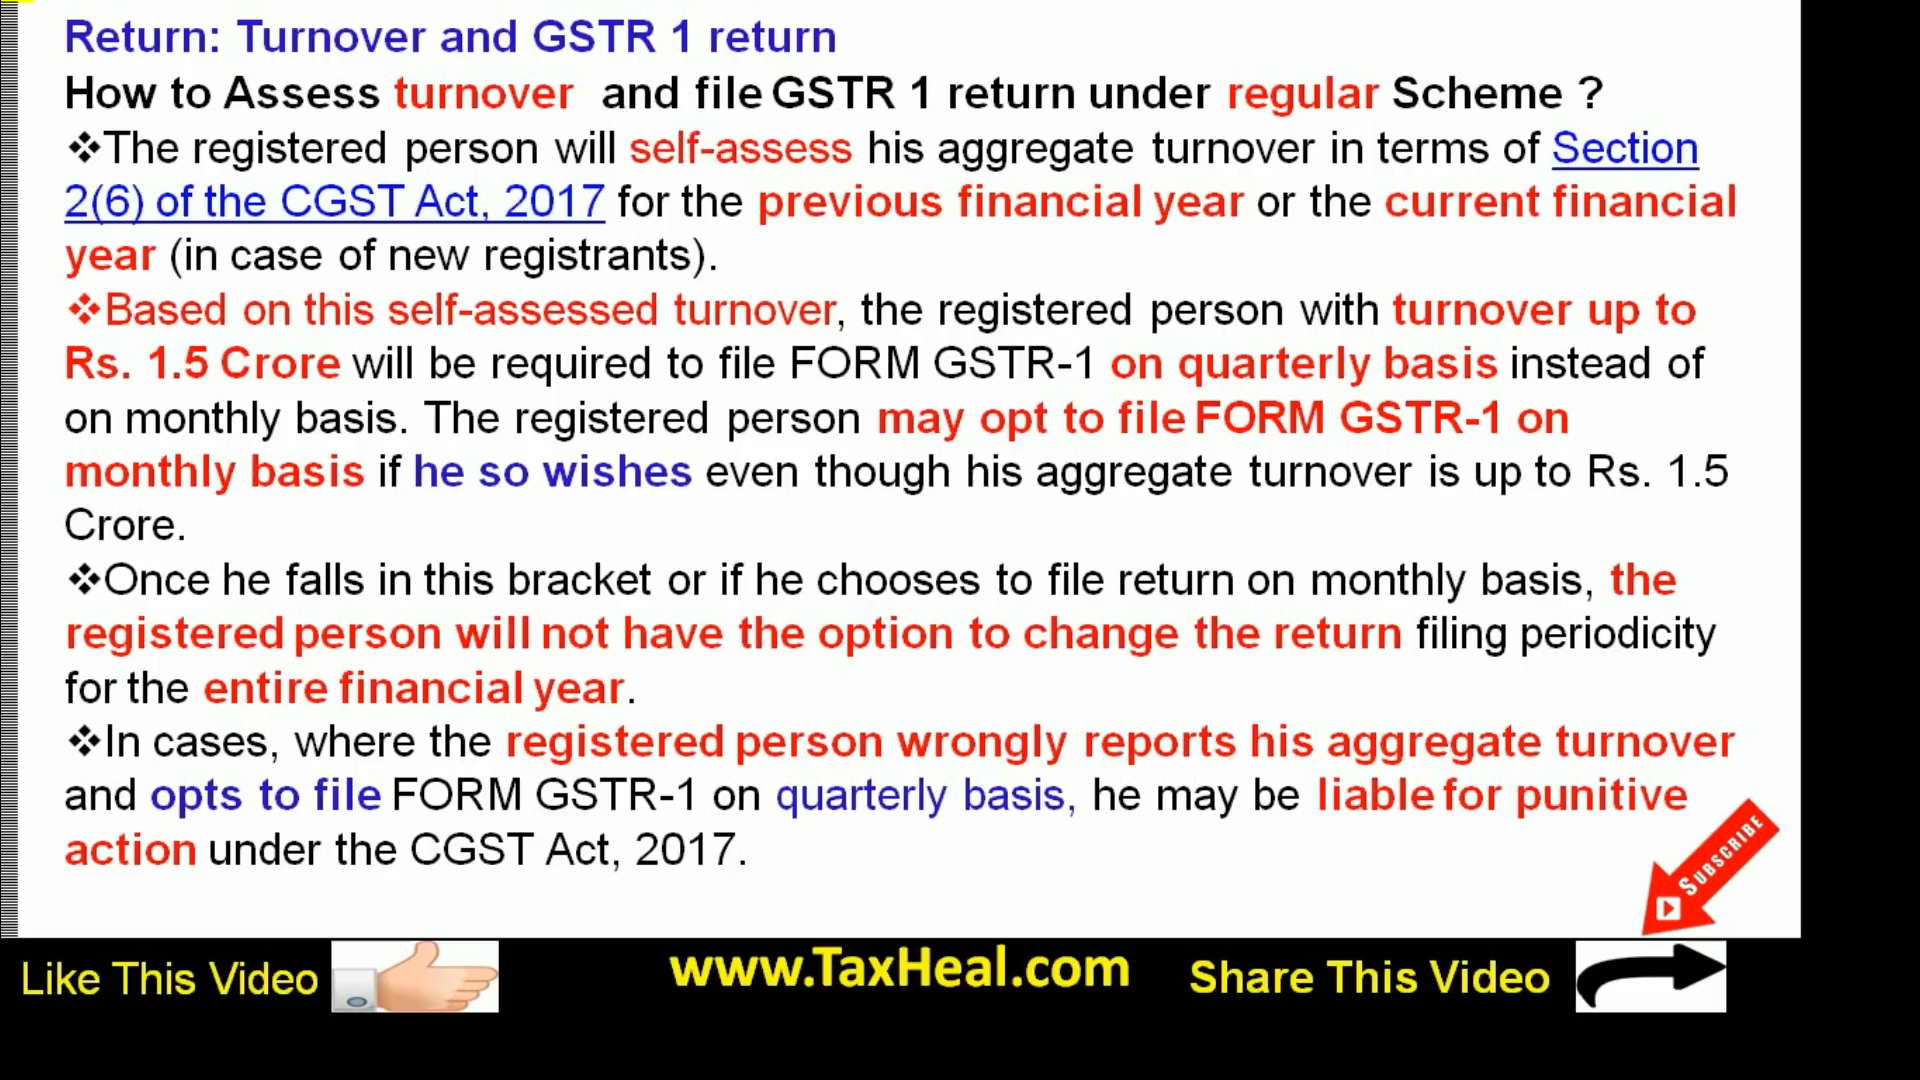 Return: Turnover and GSTR 1 return
How to Assess turnover and file GSTR 1 return under regular Scheme ?
❖The registered person will self-assess his aggregate turnover in terms of Section
2(6) of the CGST Act, 2017 for the previous financial year or the current financial
year (in case of new registrants).
❖Based on this self-assessed turnover, the registered person with turnover up to
Rs. 1.5 Crore will be required to file FORM GSTR-1 on quarterly basis instead of
on monthly basis. The registered person may opt to file FORM GSTR-1 on
monthly basis if he so wishes even though his aggregate turnover is up to Rs. 1.5
Crore.
❖Once he falls in this bracket or if he chooses to file return on monthly basis, the
registered person will not have the option to change the return filing periodicity
for the entire financial year.
❖In cases, where the registered person wrongly reports his aggregate turnover
and opts to file FORM GSTR-1 on quarterly basis, he may be liable for punitive
action under the CGST Act, 2017.
SUBSCRIBE
Like This Video
www.TaxHeal.com
Share This Video